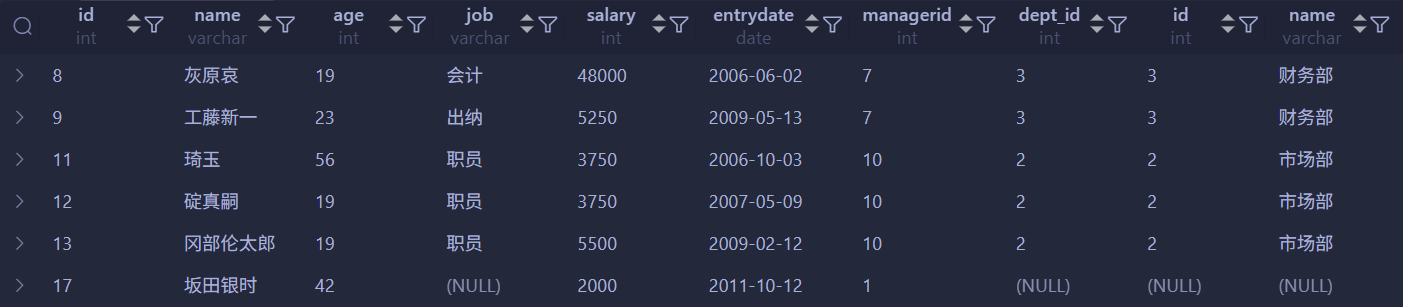 id name age job salary entrydate managerid dept_id id name
int varchar int varchar int date int int int varchar
8 灰原哀 19 会计 48000 2006-06-02 7 3 3 财务部
9 工藤新一 23 出纳 5250 2009-05-13 7 3 3 财务部
11 琦玉 56 职员 3750 2006-10-03 10 2 2 市场部
12 碇真嗣 19 职员 3750 2007-05-09 10 2 2 市场部
13 冈部伦太郎 19 职员 5500 2009-02-12 10 2 2 市场部
17 坂田银时 42 (NULL) 2000 2011-10-12 1 (NULL) (NULL) (NULL)